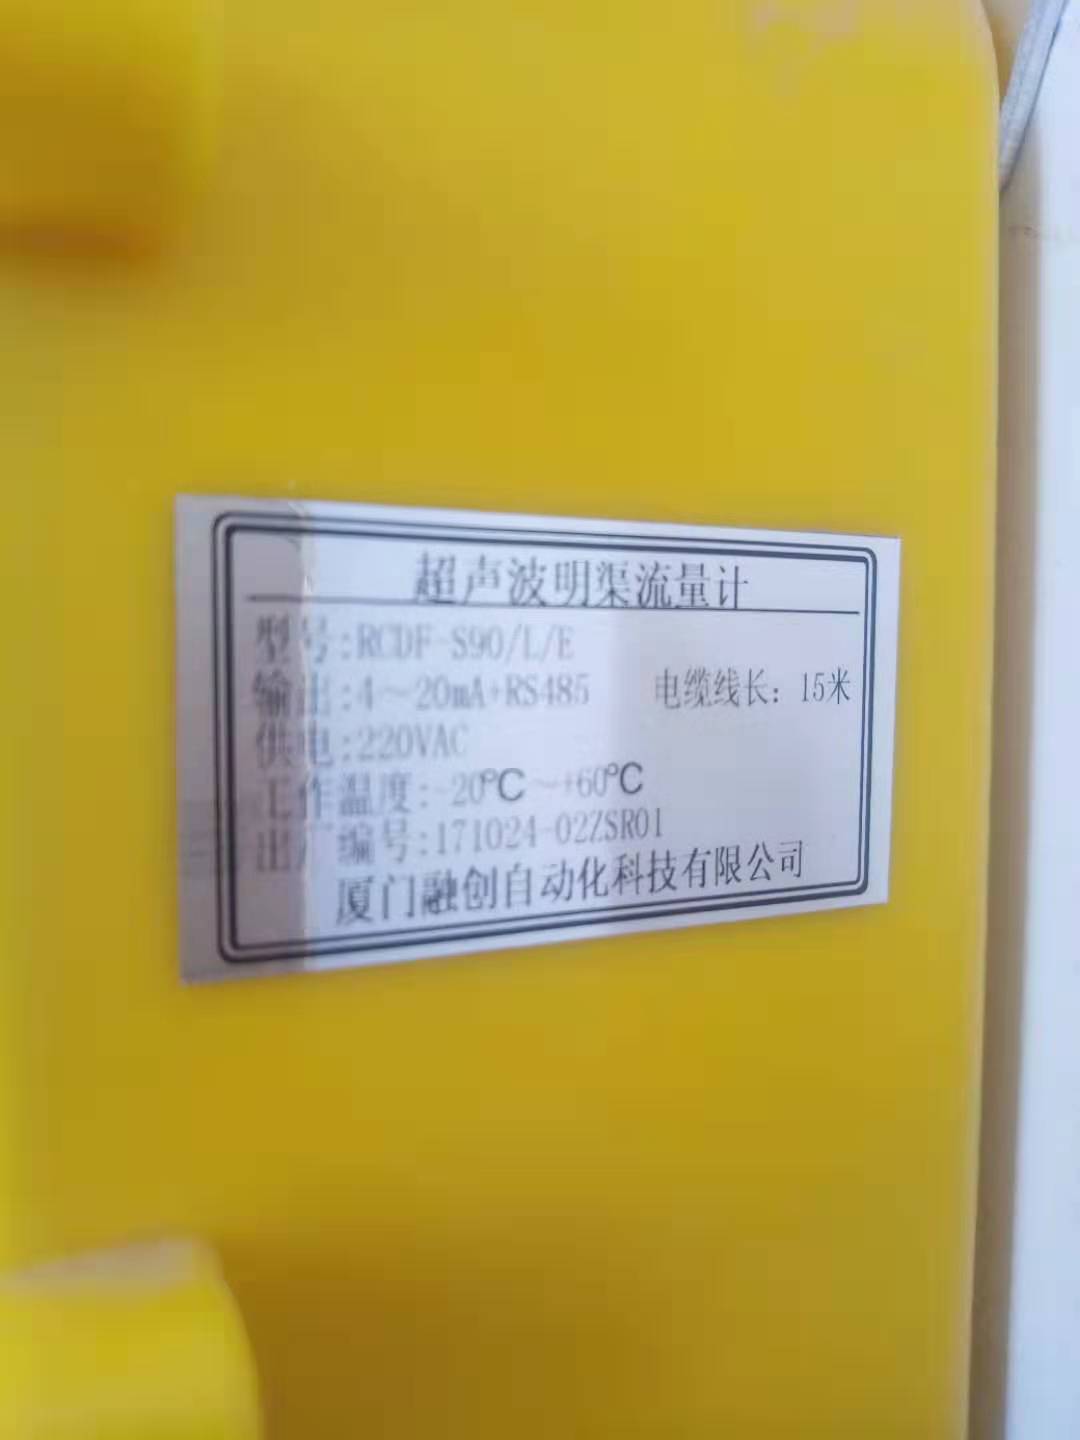 超声波明渠流量计
型号:RCDF-S90/L/E
输出:4~20mA+RS485 电缆线长：15米
供电:220VAC
工作温度:-20℃~+60℃
出厂编号:171024-02ZSR01
厦门融创自动化科技有限公司